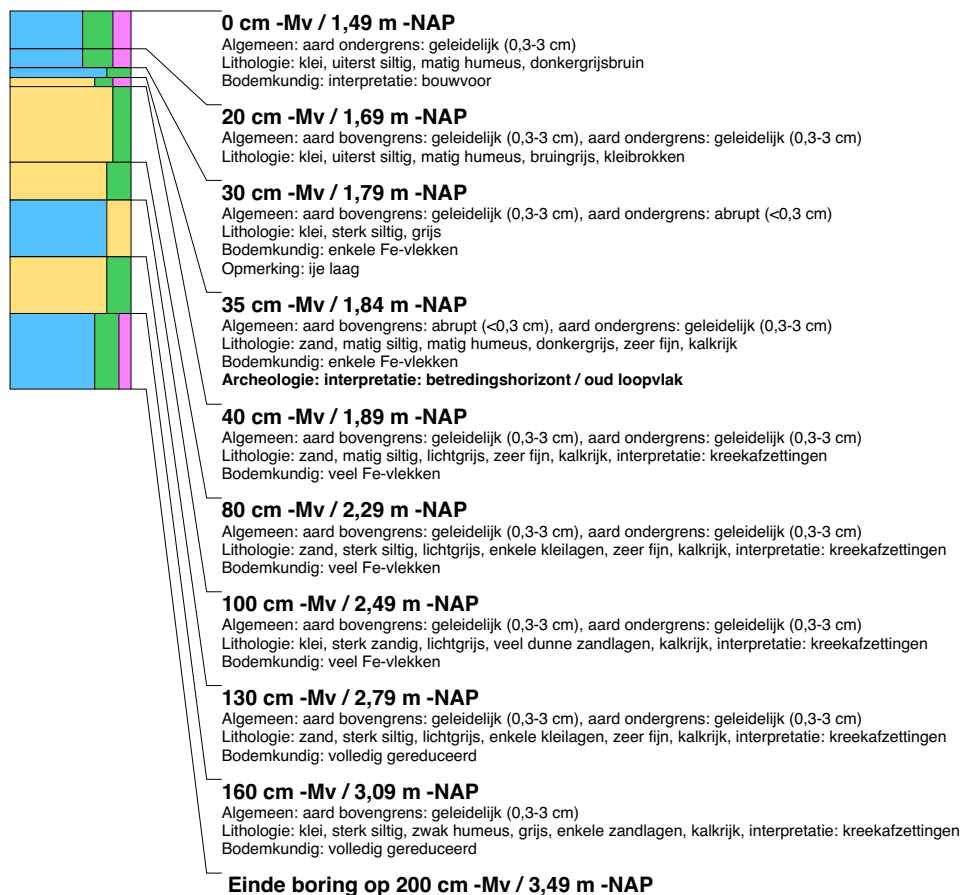 0 cm -Mv / 1,49 m -NAP
Algemeen: aard ondergrens: geleidelijk (0,3-3 cm)
Lithologie: klei, uiterst siltig, matig humeus, donkergrijsbruin
Bodemkundig: interpretatie: bouwvoor
20 cm -Mv / 1,69 m -NAP
Algemeen: aard bovengrens: geleidelijk (0,3-3 cm), aard ondergrens: geleidelijk (0,3-3 cm)
Lithologie: klei, uiterst siltig, matig humeus, bruingrijs, kleibrokken
30 cm -Mv / 1,79 m -NAP
Algemeen: aard bovengrens: geleidelijk (0,3-3 cm), aard ondergrens: abrupt (<0,3 cm)
Lithologie: klei, sterk siltig, grijs
Bodemkundig: enkele Fe-vlekken
Opmerking: ije laag
35 cm -Mv / 1,84 m -NAP
Algemeen: aard bovengrens: abrupt (<0,3 cm), aard ondergrens: geleidelijk (0,3-3 cm)
Lithologie: zand, matig siltig, matig humeus, donkergrijs, zeer fijn, kalkrijk
Bodemkundig: enkele Fe-vlekken
Archeologie: interpretatie: betredingshorizont / oud loopvlak
40 cm -Mv / 1,89 m -NAP
Algemeen: aard bovengrens: geleidelijk (0,3-3 cm), aard ondergrens: geleidelijk (0,3-3 cm)
Lithologie: zand, matig siltig, lichtgrijs, zeer fijn, kalkrijk, interpretatie: kreekafzettingen
Bodemkundig: veel Fe-vlekken
80 cm -Mv / 2,29 m -NAP
Algemeen: aard bovengrens: geleidelijk (0,3-3 cm), aard ondergrens: geleidelijk (0,3-3 cm)
Lithologie: zand, sterk siltig, lichtgrijs, enkele kleilagen, zeer fijn, kalkrijk, interpretatie: kreekafzettingen
Bodemkundig: veel Fe-vlekken
100 cm -Mv / 2,49 m -NAP
Algemeen: aard bovengrens: geleidelijk (0,3-3 cm), aard ondergrens: geleidelijk (0,3-3 cm)
Lithologie: klei, sterk zandig, lichtgrijs, veel dunne zandlagen, kalkrijk, interpretatie: kreekafzettingen
Bodemkundig: veel Fe-vlekken
130 cm -Mv / 2,79 m -NAP
Algemeen: aard bovengrens: geleidelijk (0,3-3 cm), aard ondergrens: geleidelijk (0,3-3 cm)
Lithologie: zand, sterk siltig, lichtgrijs, enkele kleilagen, zeer fijn, kalkrijk, interpretatie: kreekafzettingen
Bodemkundig: volledig gereduceerd
160 cm -Mv / 3,09 m -NAP
Algemeen: aard bovengrens: geleidelijk (0,3-3 cm)
Lithologie: klei, sterk siltig, zwak humeus, grijs, enkele zandlagen, kalkrijk, interpretatie: kreekafzettingen
Bodemkundig: volledig gereduceerd
Einde boring op 200 cm -Mv / 3,49 m -NAP